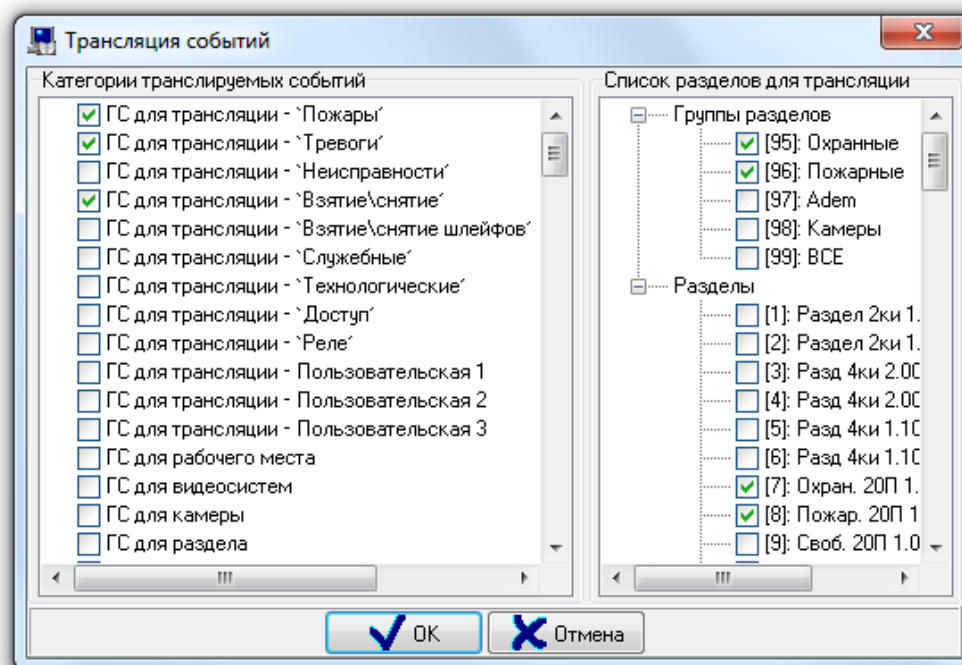 Трансляция событий
Категории транслируемых событий
ГС для трансляции - `Пожары´
ГС для трансляции - `Тревоги´
ГС для трансляции - `Неисправности´
ГС для трансляции - `Взятие\снятие´
ГС для трансляции - `Взятие\снятие шлейфов´
ГС для трансляции - `Служебные´
ГС для трансляции - `Технологические´
ГС для трансляции - `Доступ´
ГС для трансляции - `Реле´
ГС для трансляции - Пользовательская 1
ГС для трансляции - Пользовательская 2
ГС для трансляции - Пользовательская 3
ГС для рабочего места
ГС для видеосистем
ГС для камеры
ГС для раздела
Список разделов для трансляции
Группы разделов
[95]: Охранные
[96]: Пожарные
[97]: Adem
[98]: Камеры
[99]: ВСЕ
Разделы
[1]: Раздел 2ки 1.
[2]: Раздел 2ки 1.
[3]: Разд 4ки 2.00
[4]: Разд 4ки 2.00
[5]: Разд 4ки 1.10
[6]: Разд 4ки 1.10
[7]: Охран. 20П 1.
[8]: Пожар. 20П 1
[9]: Своб. 20П 1.0
OK
Отмена